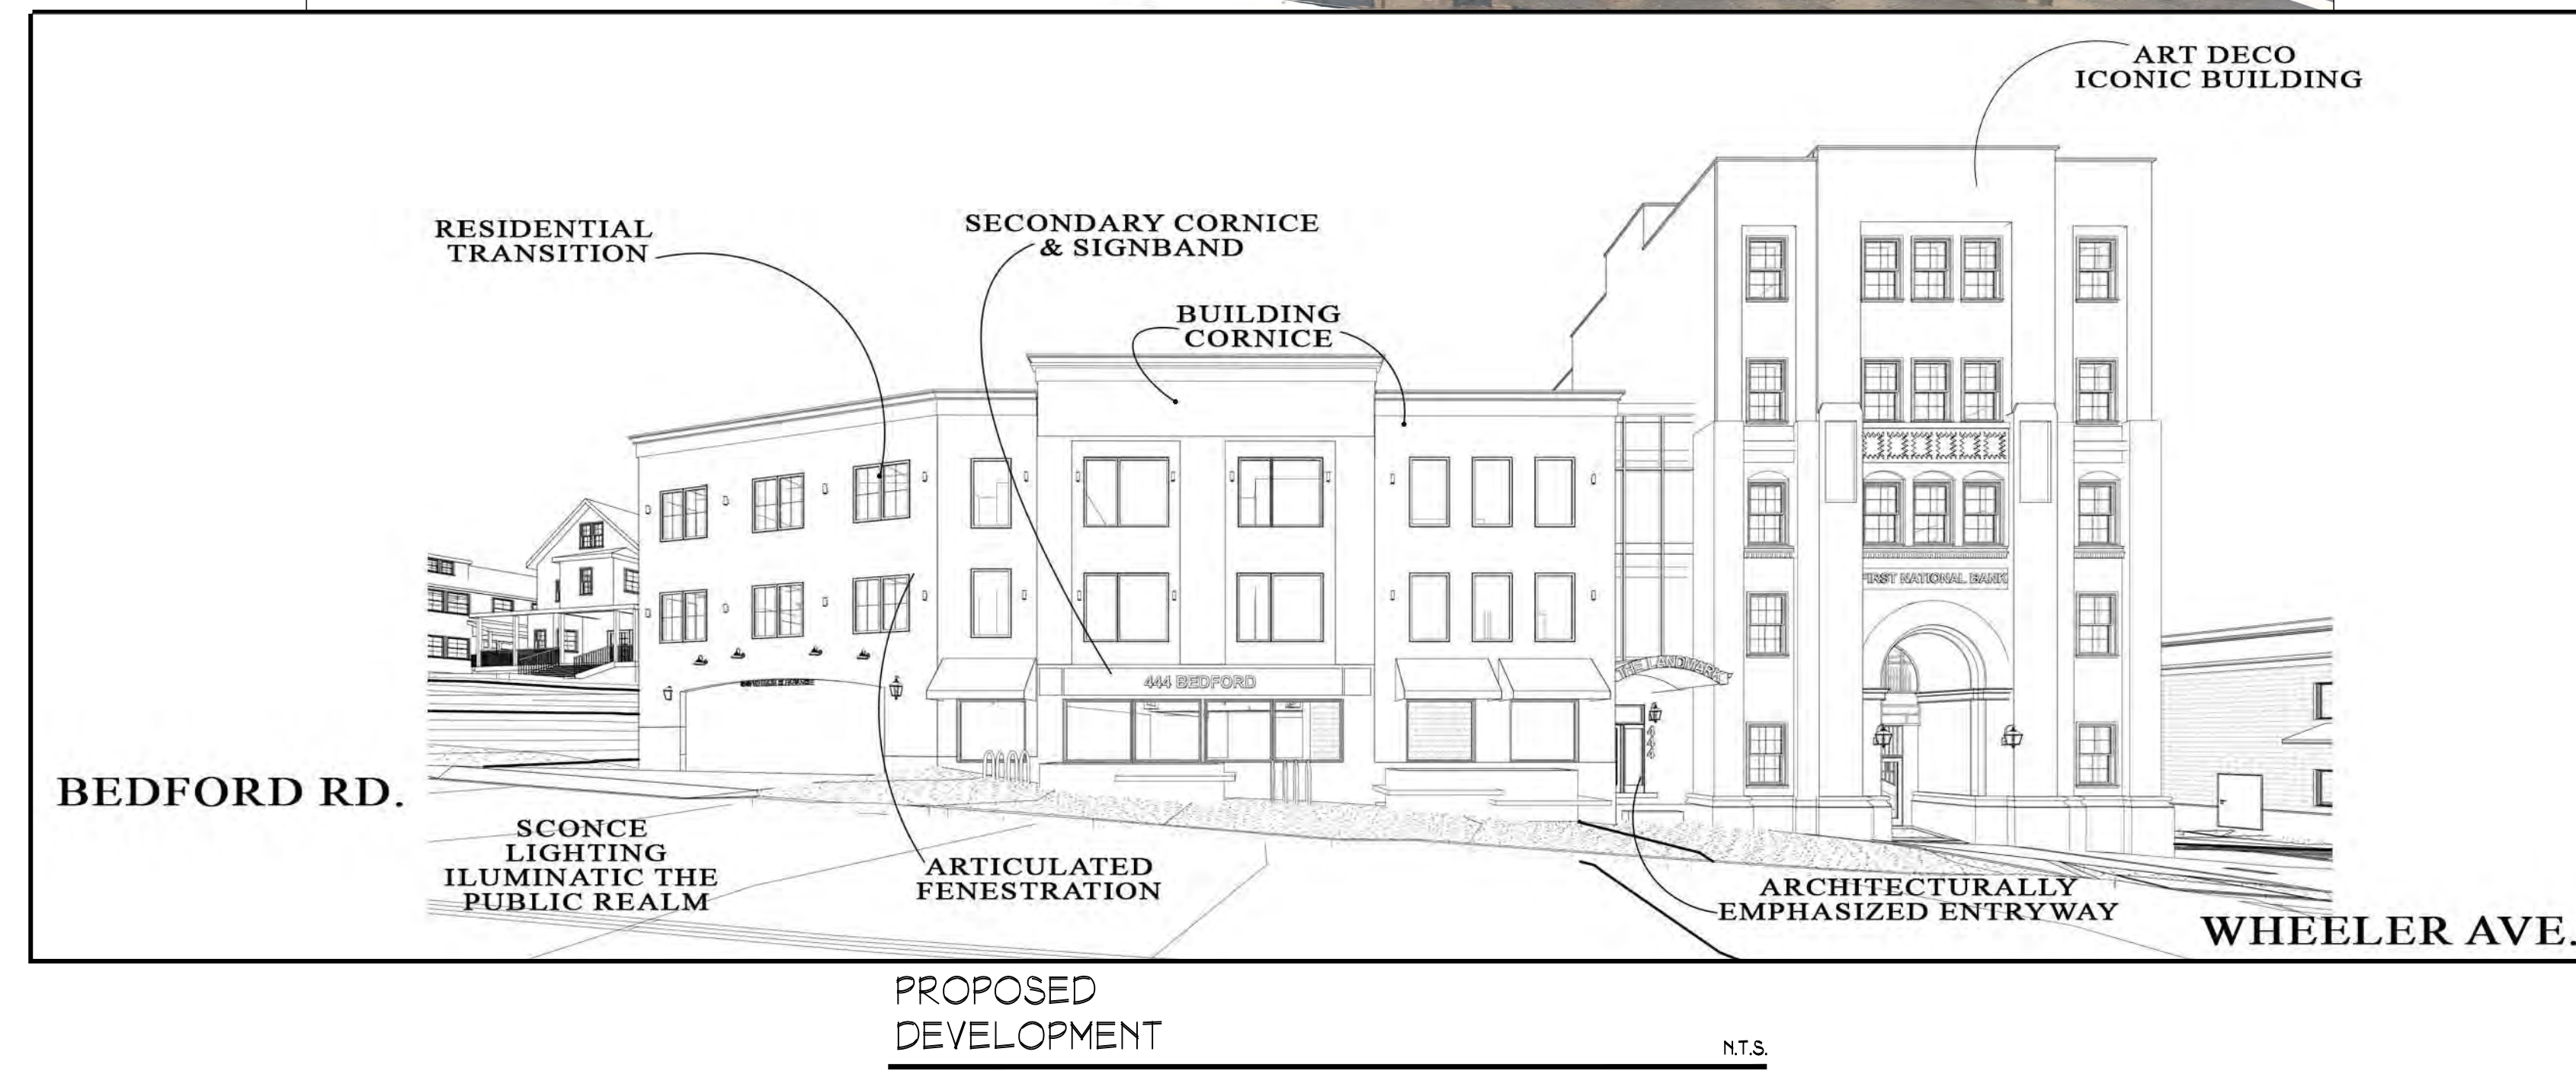 ART DECO
ICONIC BUILDING
RESIDENTIAL
TRANSITION
SECONDARY CORNICE
& SIGNBAND
BUILDING
CORNICE
FIRST NATIONAL BANK
THE LANDMARK
444 BEDFORD
444
BEDFORD RD.
SCONCE
LIGHTING
ILUMINATIC THE
PUBLIC REALM
ARTICULATED
FENESTRATION
ARCHITECTURALLY
EMPHASIZED ENTRYWAY
WHEELER AVE.
PROPOSED
DEVELOPMENT
N.T.S.